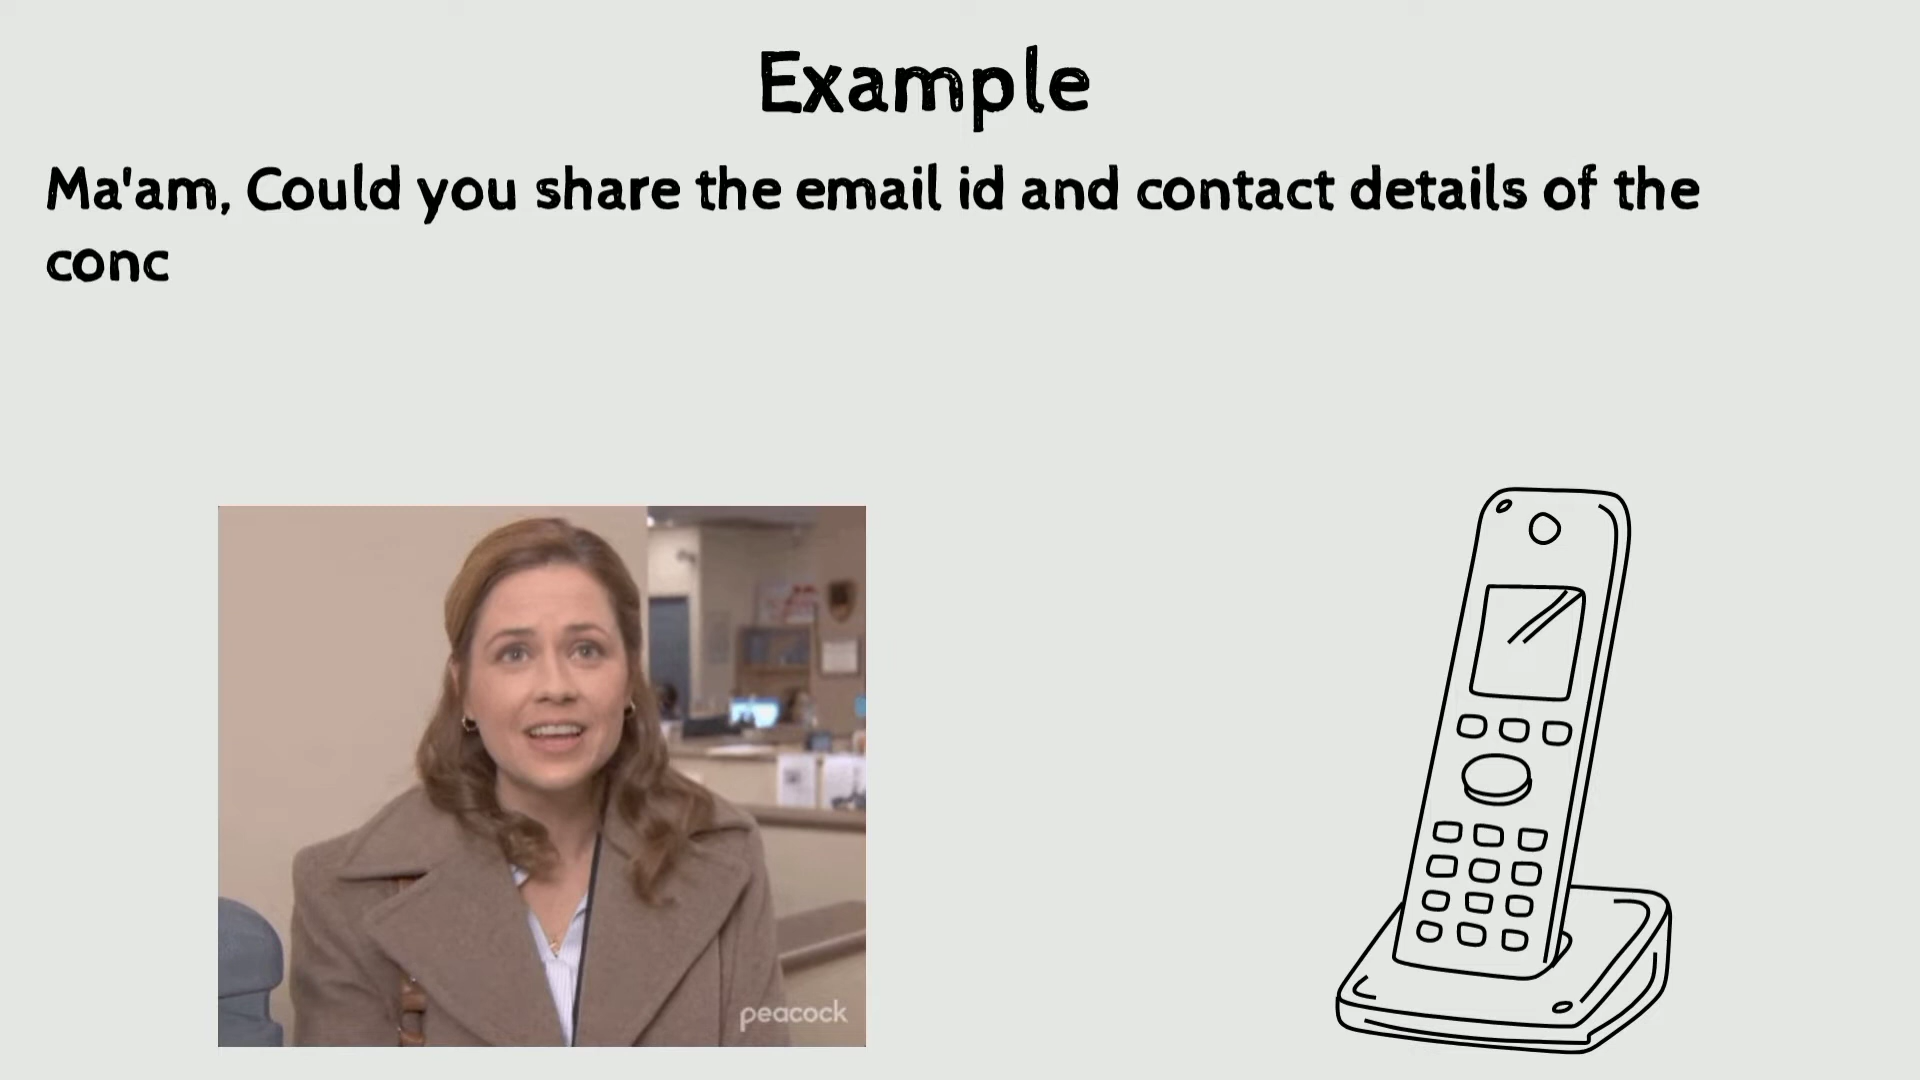 Example
Ma'am, Could you share the email id and contact details of the
conc
peacock